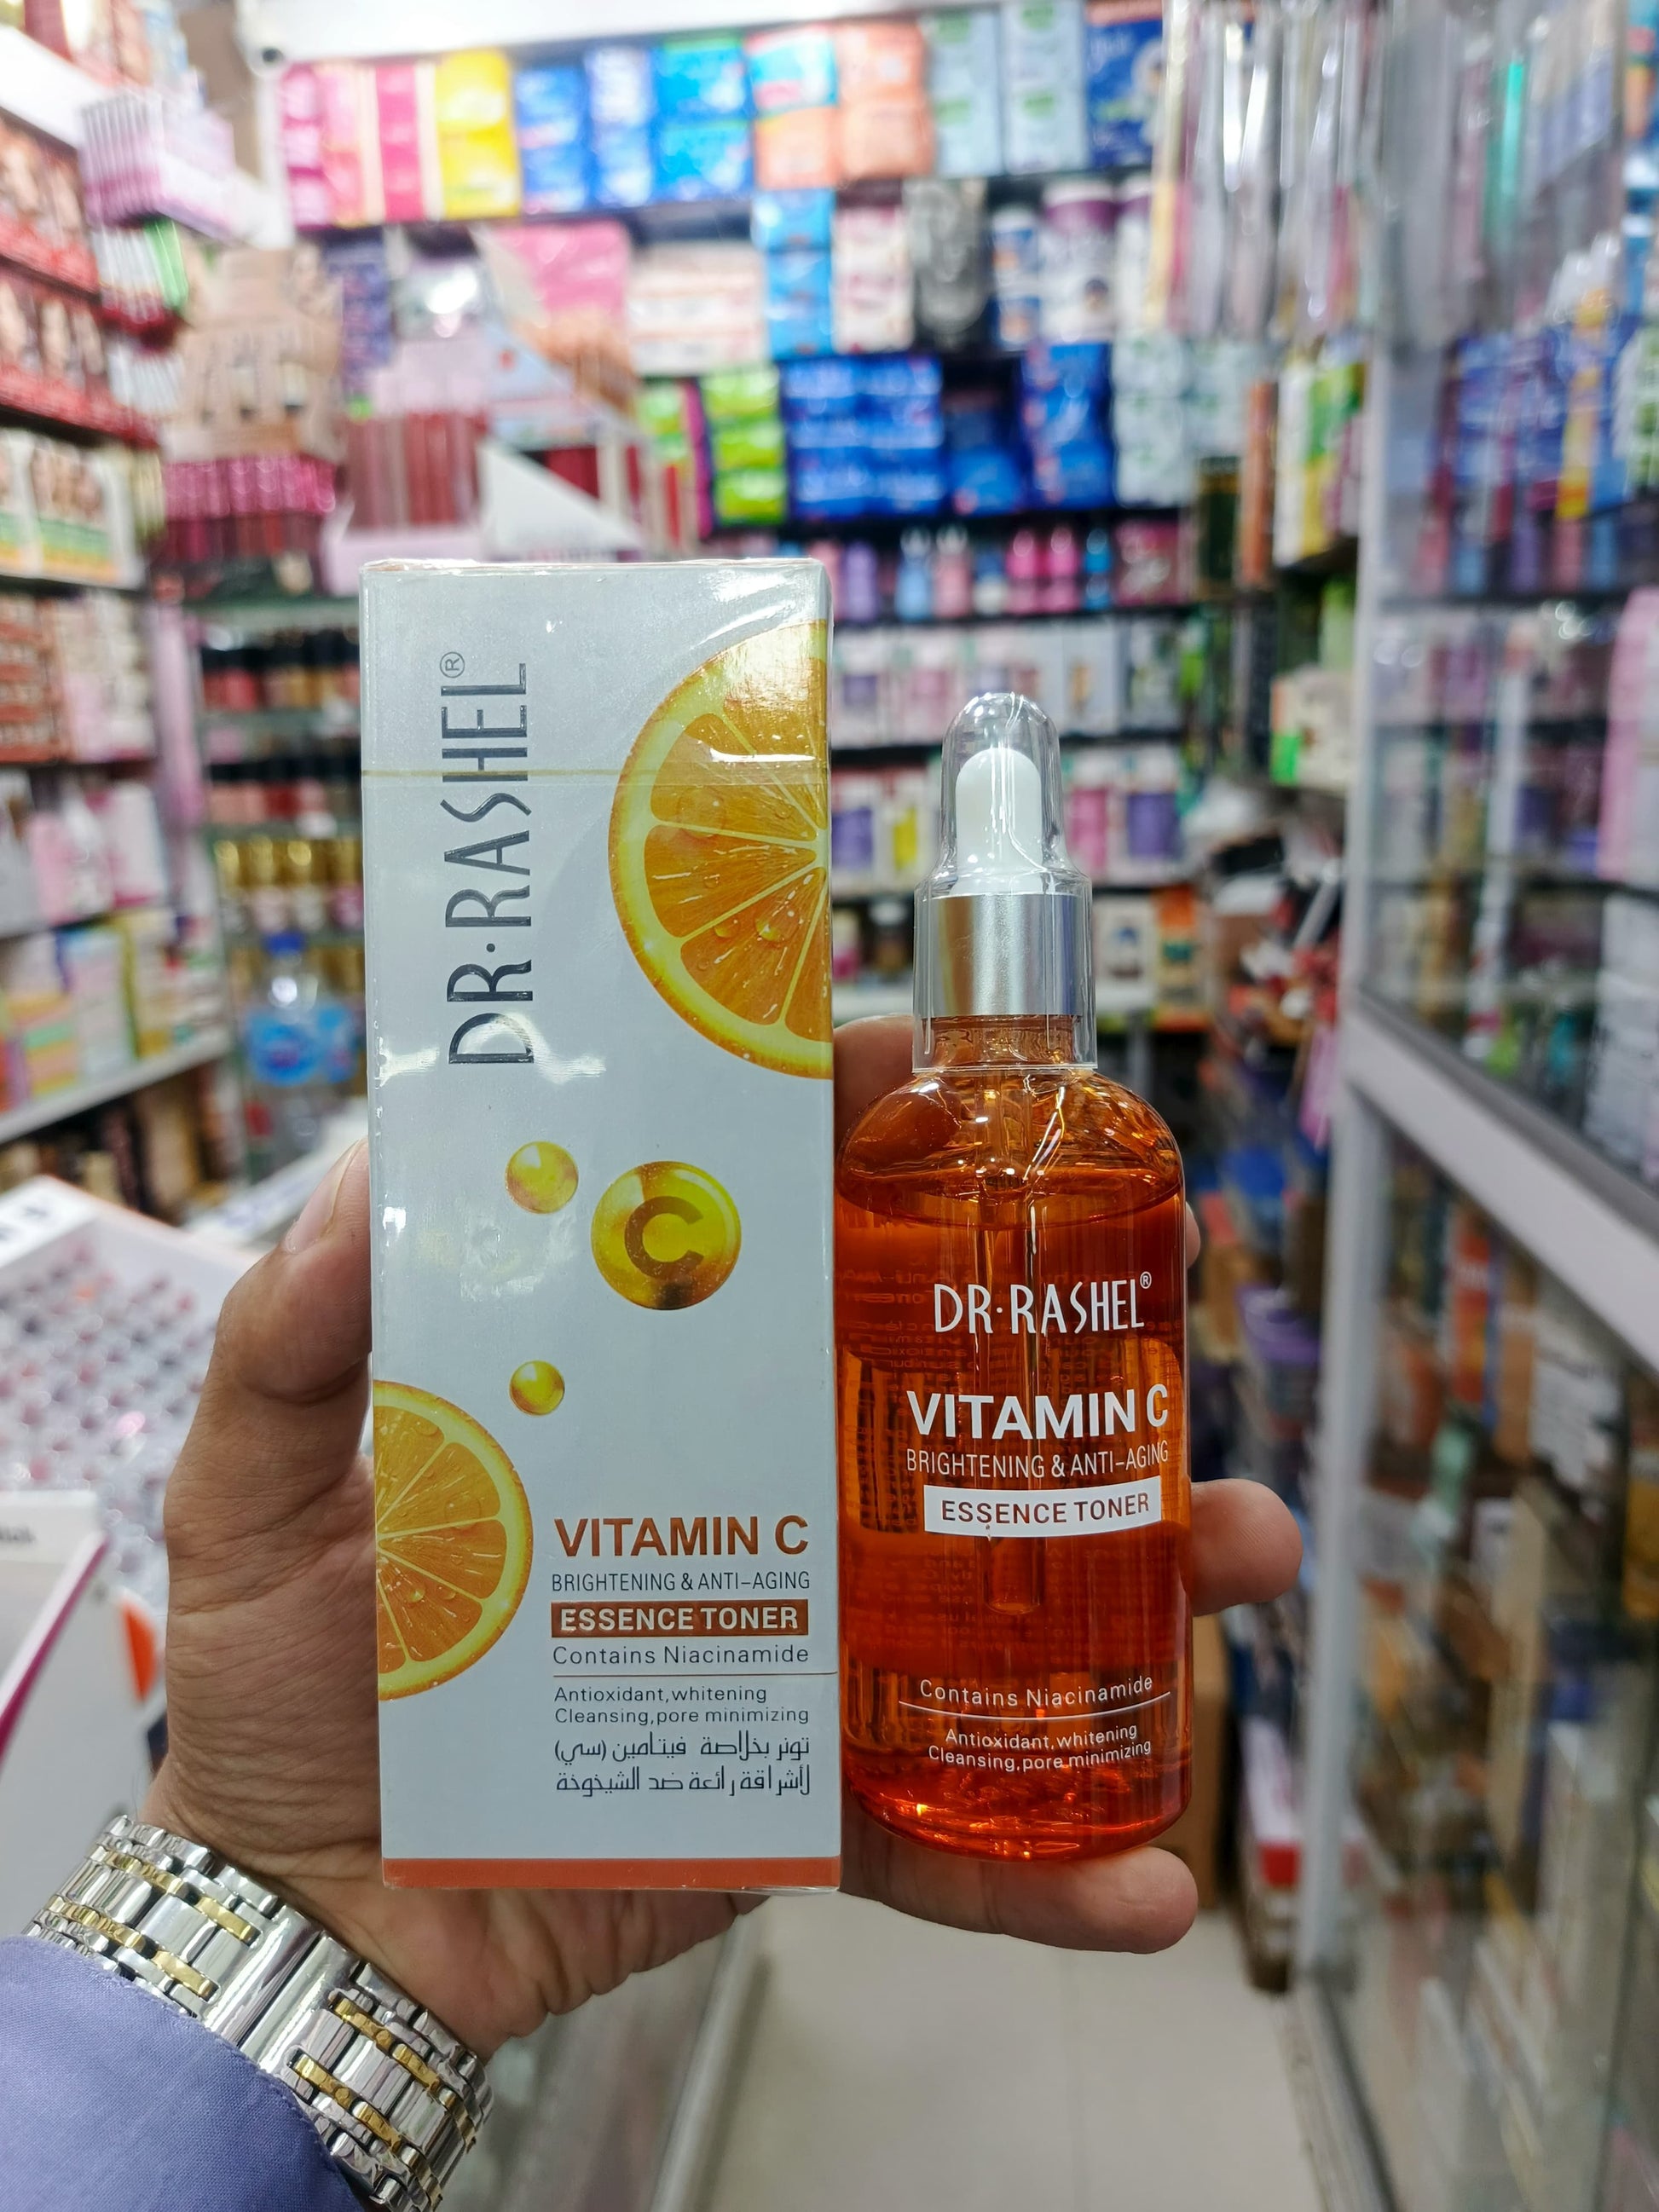 DR·RASHEL®
C
VITAMIN C
BRIGHTENING & ANTI-AGING
ESSENCE TONER
Contains Niacinamide
Antioxidant,whitening
Cleansing,pore minimizing
تونر بخلاصة فيتامين (سي)
لأشراقة رائعة ضد الشيخوخة
DR·RASHEL®
VITAMIN C
BRIGHTENING & ANTI-AGING
ESSENCE TONER
Contains Niacinamide
Antioxidant,whitening
Cleansing,pore minimizing